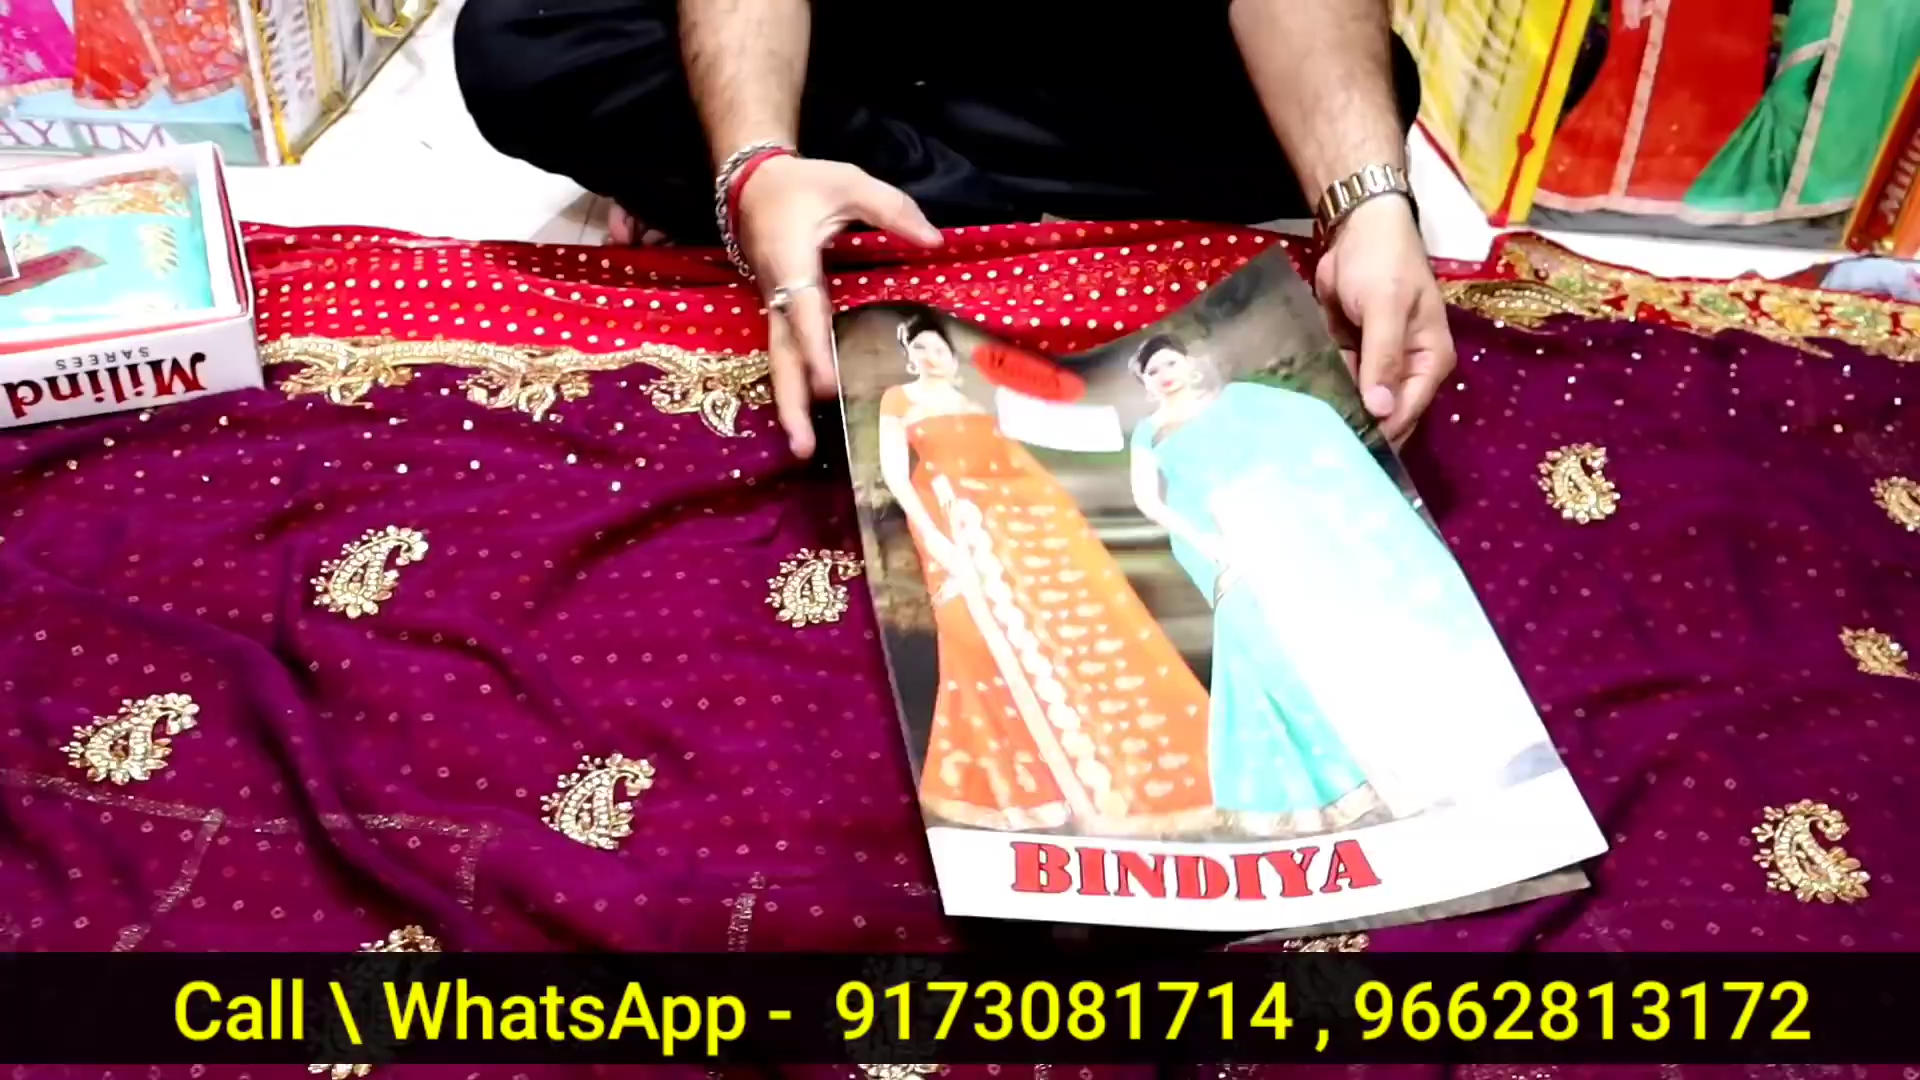 Milind
SAREES
BINDIYA
Call \ WhatsApp - 9173081714 , 9662813172